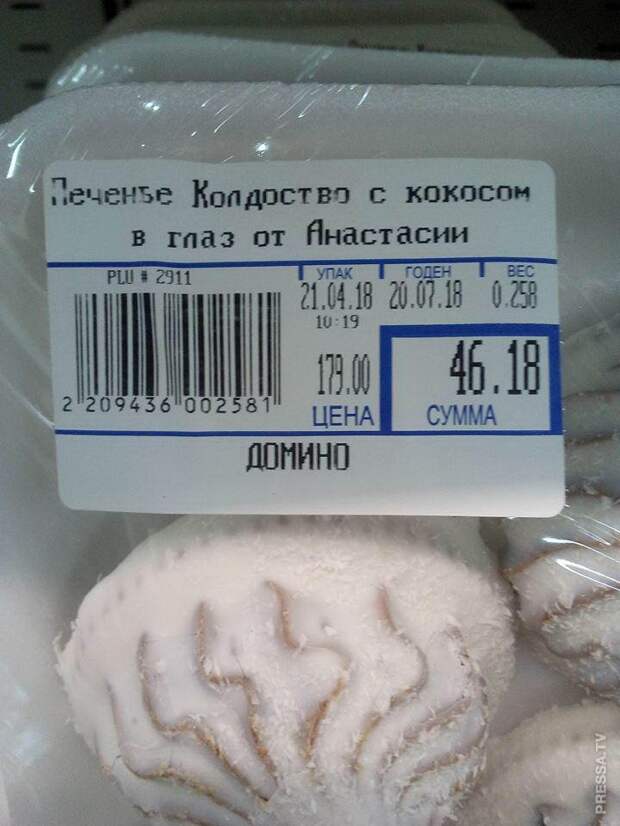 Печенье Колдоство с кокосом
в глаз от Анастасии
PLU # 2911
УПАК ГОДЕН ВЕС
21.04.18 20.07.18 0.258
10:19
179.00 46.18
2 209436 002581
ЦЕНА СУММА
ДОМИНО
PRESSA.TV